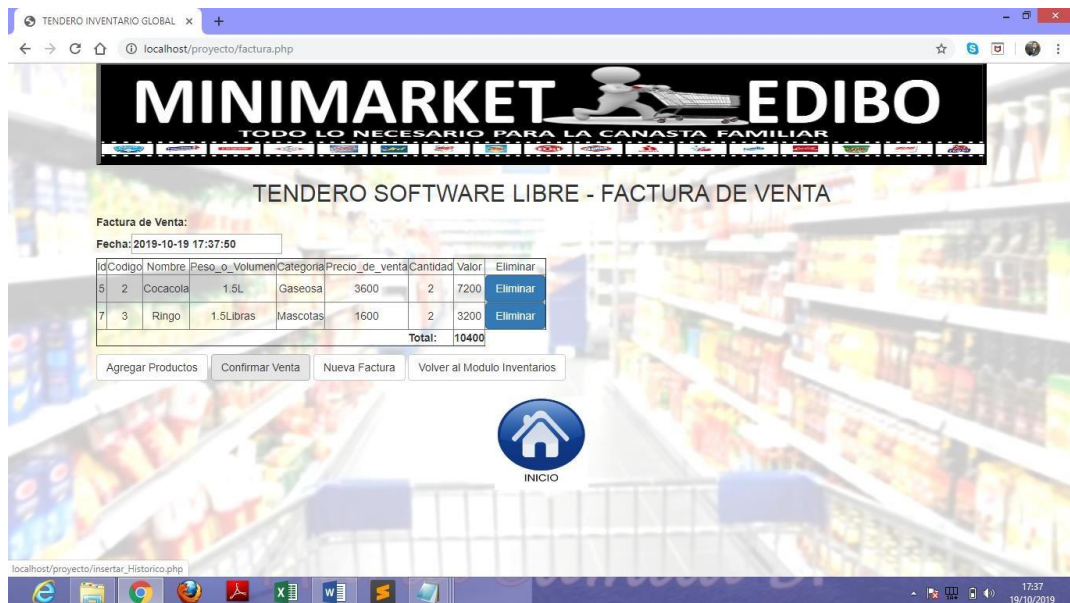 TENDERO INVENTARIO GLOBAL
localhost/proyecto/factura.php
MINIMARKET EDIBO
TODO LO NECESARIO PARA LA CANASTA FAMILIAR
TENDERO SOFTWARE LIBRE - FACTURA DE VENTA
Factura de Venta:
Fecha: 2019-10-19 17:37:50
Id Codigo Nombre Peso_o_Volumen Categoria Precio_de_venta Cantidad Valor Eliminar
5 2 Cocacola 1.5L Gaseosa 3600 2 7200 Eliminar
7 3 Ringo 1.5Libras Mascotas 1600 2 3200 Eliminar
Total: 10400
Agregar Productos Confirmar Venta Nueva Factura Volver al Modulo Inventarios
INICIO
localhost/proyecto/insertar_Historico.php
17:37
19/10/2019